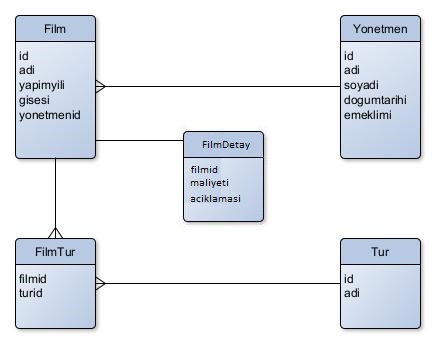 Film
id
adi
yapimyili
gisesi
yonetmenid
Yonetmen
id
adi
soyadi
dogumtarihi
emeklimi
FilmDetay
filmid
maliyeti
aciklamasi
FilmTur
filmid
turid
Tur
id
adi